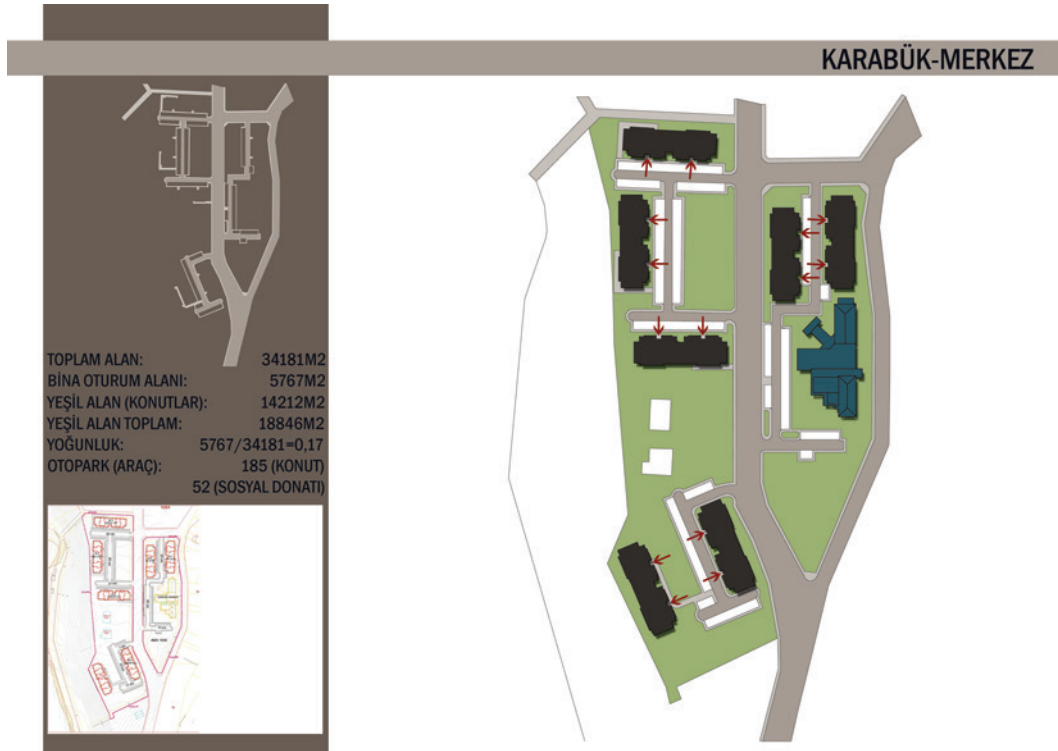 KARABÜK-MERKEZ
TOPLAM ALAN: 34181M2
BİNA OTURUM ALANI: 5767M2
YEŞİL ALAN (KONUTLAR): 14212M2
YEŞİL ALAN TOPLAM: 18846M2
YOĞUNLUK: 5767/34181=0,17
OTOPARK (ARAÇ): 185 (KONUT)
52 (SOSYAL DONATI)